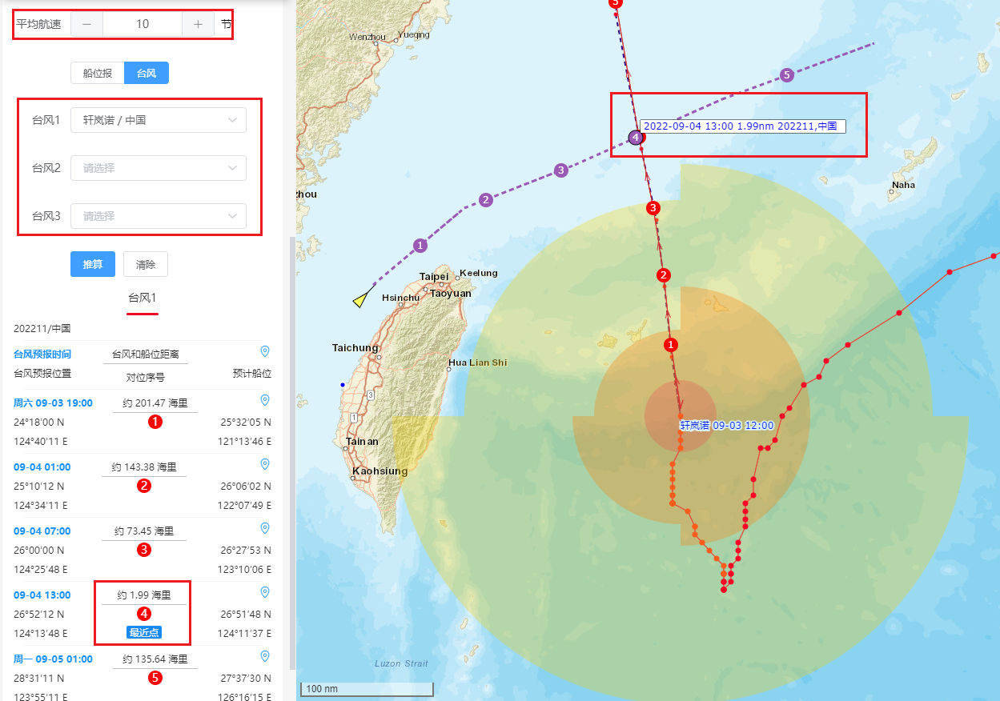 平均航速 − 10 + 节
船位报 台风
台风1 轩岚诺 / 中国
台风2 请选择
台风3 请选择
推算 清除
台风1
202211/中国
台风预报时间 台风和船位距离
台风预报位置 对位序号 预计船位
周六 09-03 19:00 约 201.47 海里
24°18'00 N 1 25°32'05 N
124°40'11 E 121°13'46 E
09-04 01:00 约 143.38 海里
25°10'12 N 2 26°06'02 N
124°34'11 E 122°07'49 E
09-04 07:00 约 73.45 海里
26°00'00 N 3 26°27'53 N
124°25'48 E 123°10'06 E
09-04 13:00 约 1.99 海里
26°52'12 N 4 26°51'48 N
124°13'48 E 最近点 124°11'37 E
周一 09-05 01:00 约 135.64 海里
28°31'11 N 5 27°37'30 N
123°55'11 E 126°16'15 E
5
Wenzhou Yueqing
5
2022-09-04 13:00 1.99nm 202211,中国
4
3
Naha
2
zhou
3
1
2
Keelung
Taipei
Taoyuan
Hsinchu
1
Taichung
Hua Lian Shi
3
1
轩岚诺 09-03 12:00
Tainan
Kaohsiung
Luzon Strait
100 nm